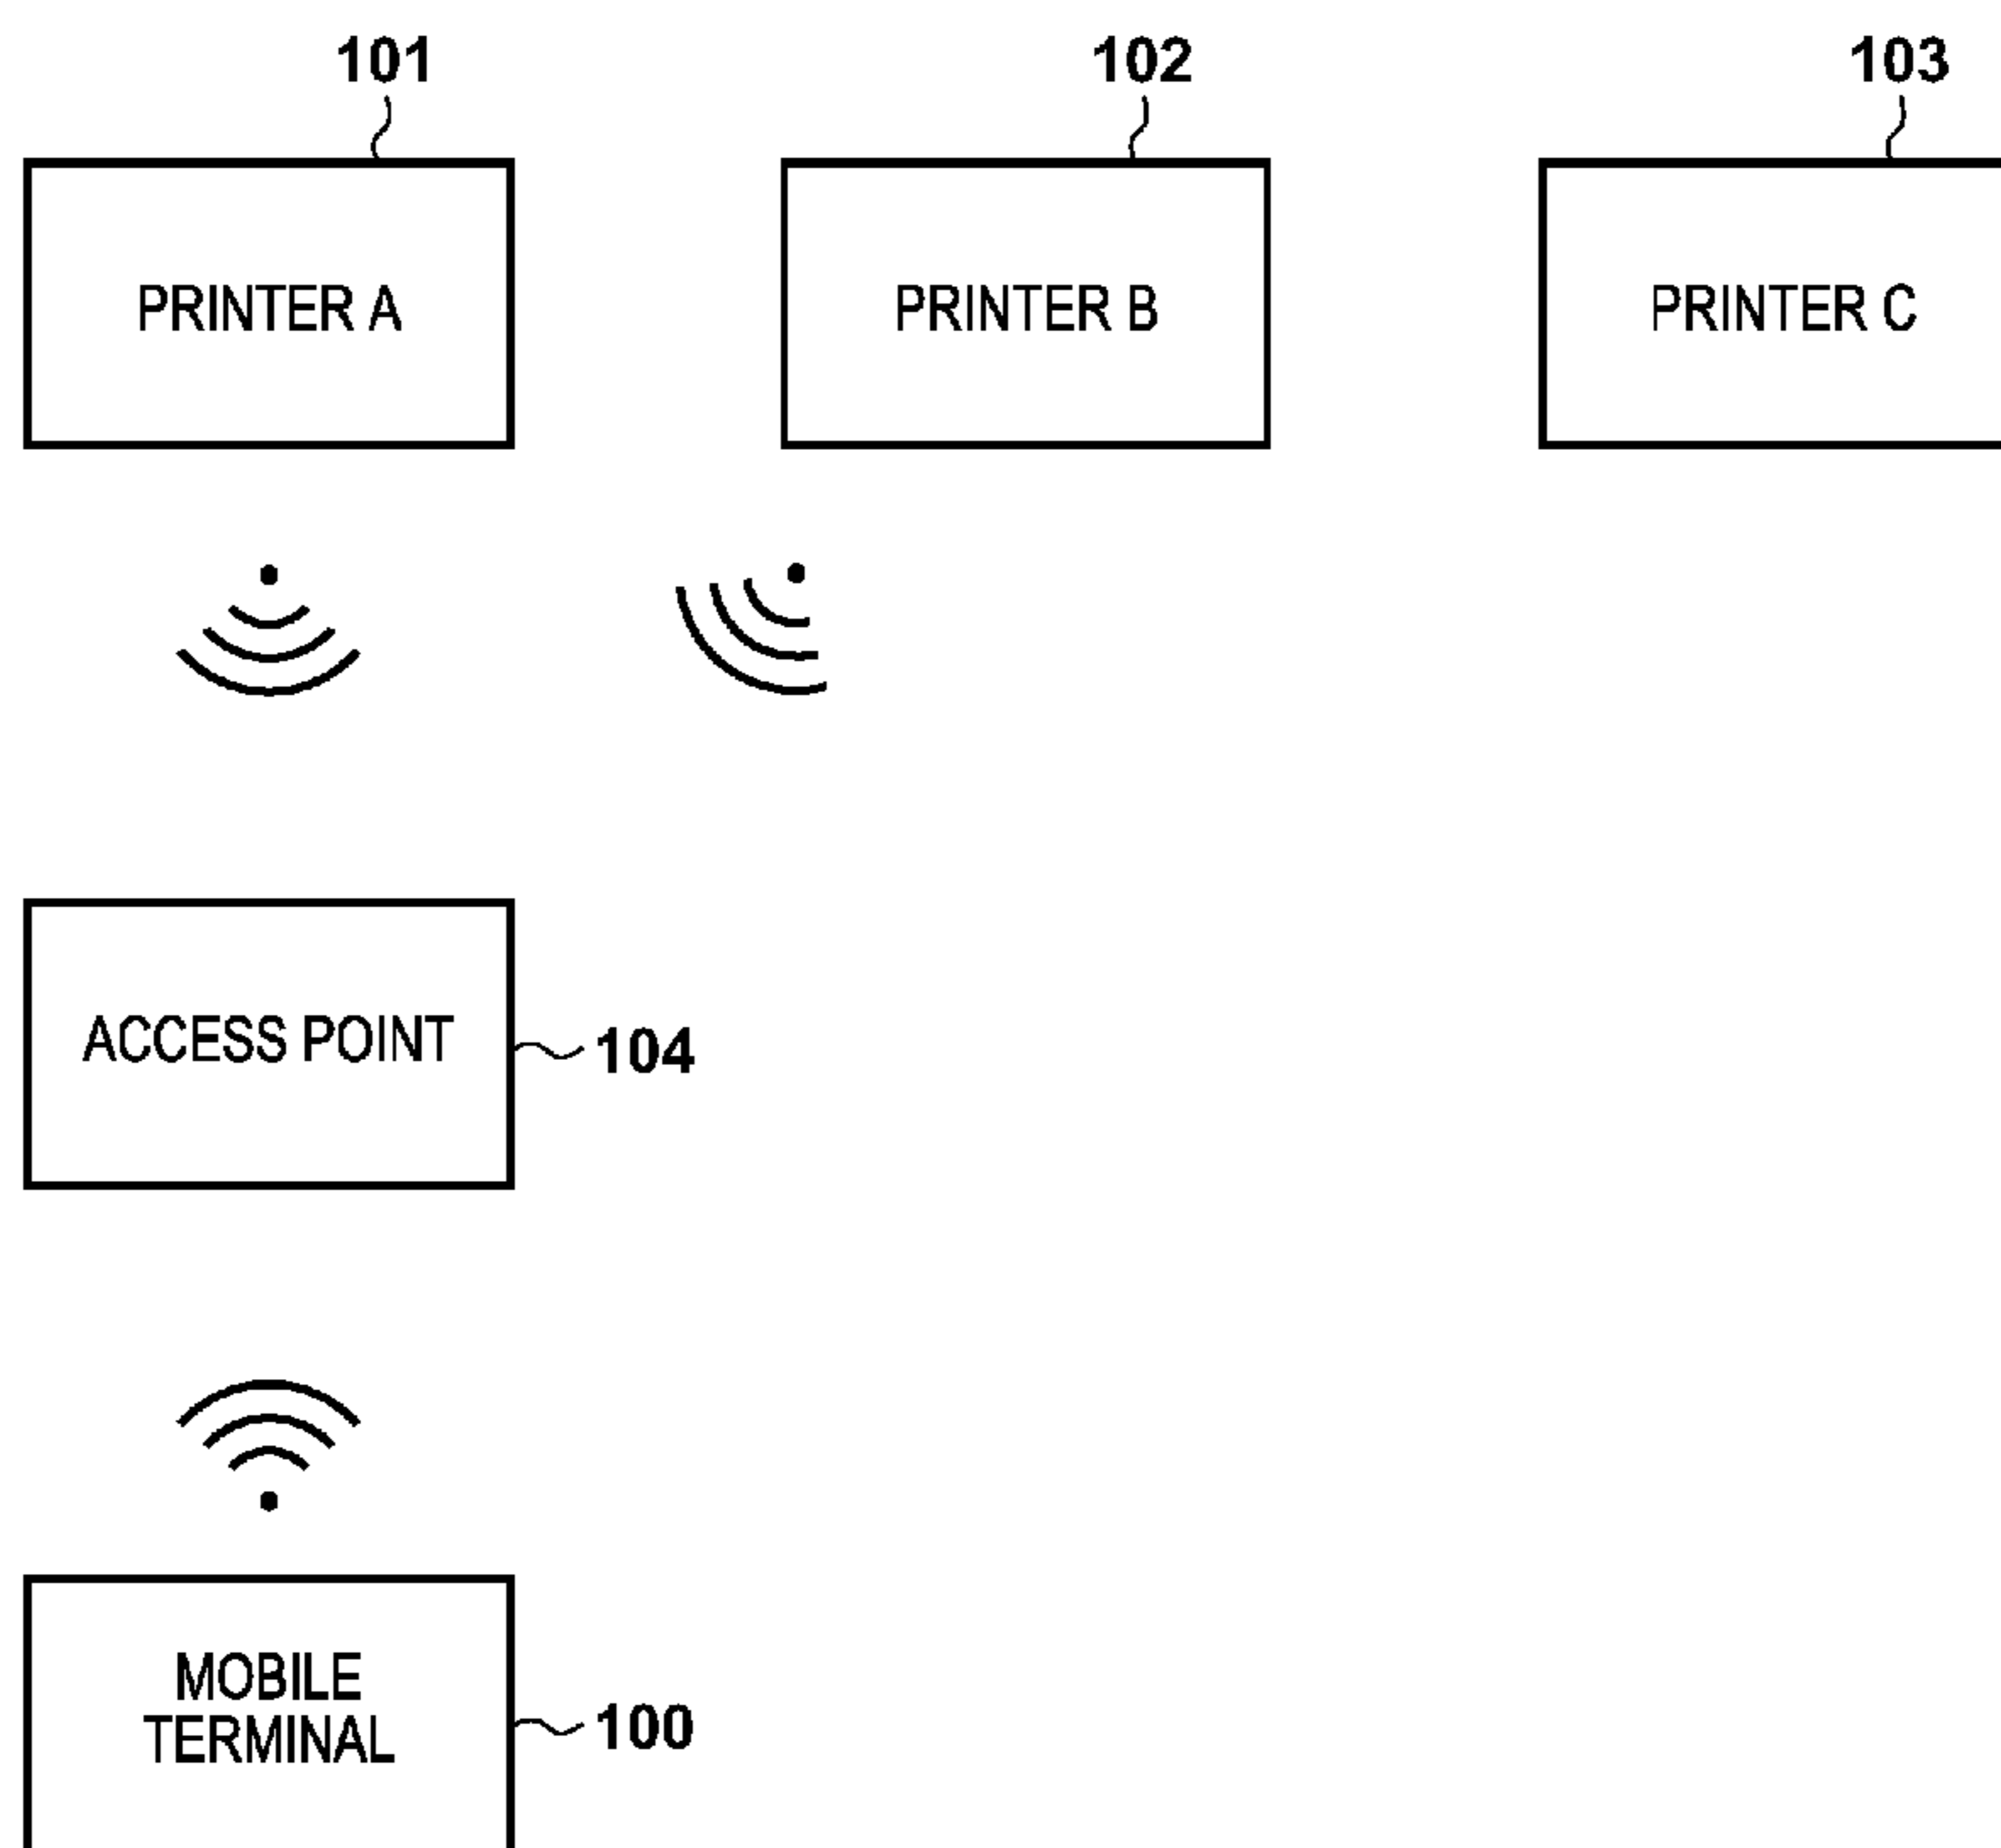 101
102
103
PRINTER A
PRINTER B
PRINTER C
ACCESS POINT
104
MOBILE
TERMINAL
100